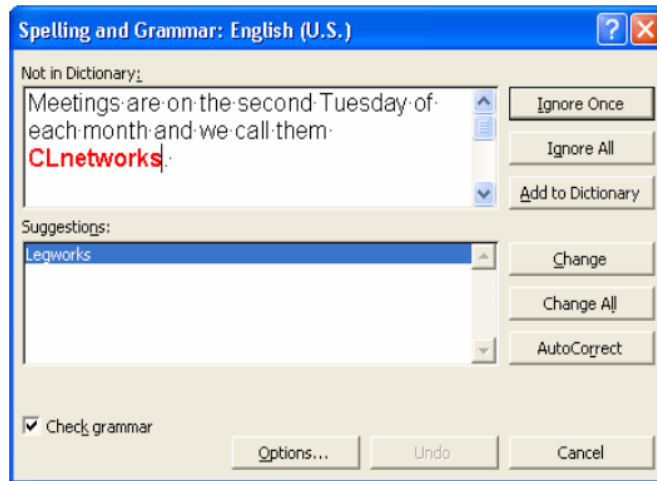 Spelling and Grammar: English (U.S.)
Not in Dictionary:
Meetings are on the second Tuesday of
each month and we call them
CLnetworks.
Ignore Once
Ignore All
Add to Dictionary
Suggestions:
Legworks
Change
Change All
AutoCorrect
Check grammar
Options...
Undo
Cancel